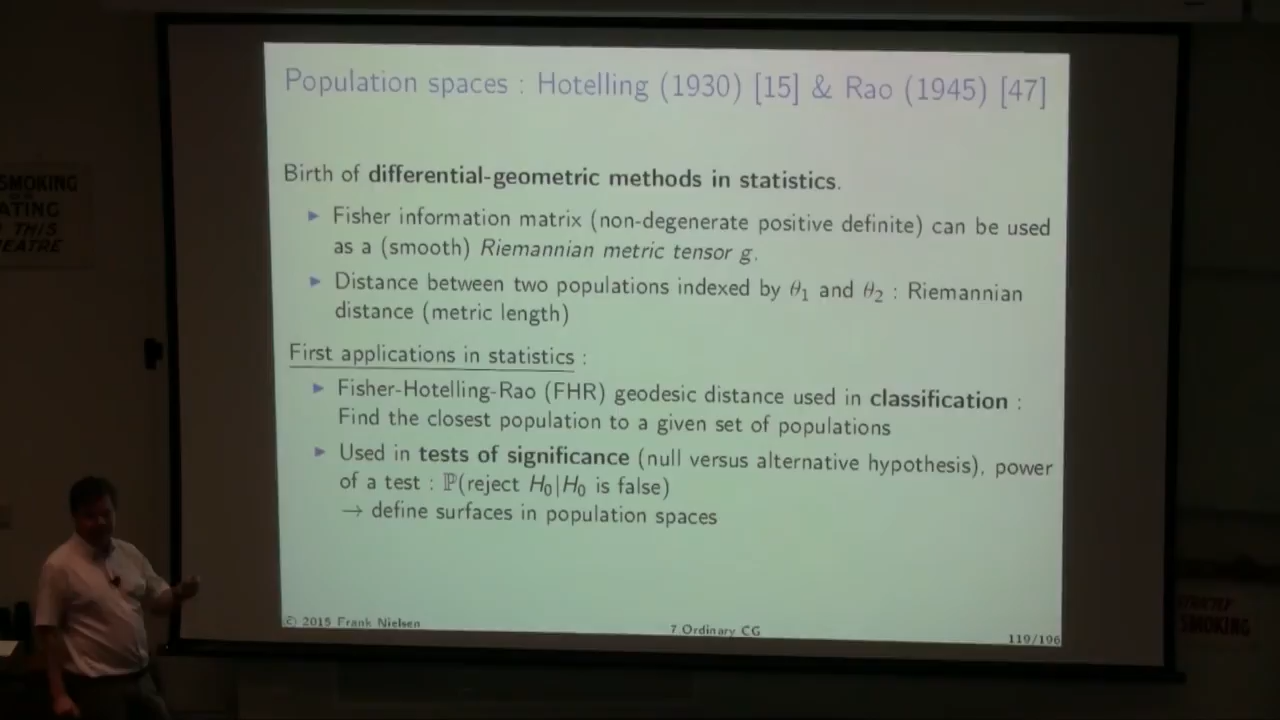 Population spaces : Hotelling (1930) [15] & Rao (1945) [47]
Birth of differential-geometric methods in statistics.
► Fisher information matrix (non-degenerate positive definite) can be used
as a (smooth) Riemannian metric tensor g.
► Distance between two populations indexed by θ₁ and θ₂ : Riemannian
distance (metric length)
First applications in statistics :
► Fisher-Hotelling-Rao (FHR) geodesic distance used in classification :
Find the closest population to a given set of populations
► Used in tests of significance (null versus alternative hypothesis), power
of a test : ℙ(reject H₀|H₀ is false)
→ define surfaces in population spaces
© 2015 Frank Nielsen
7 Ordinary CG
119/196
SMOKING
ATING
THIS
EATRE
STRICTLY
SMOKING